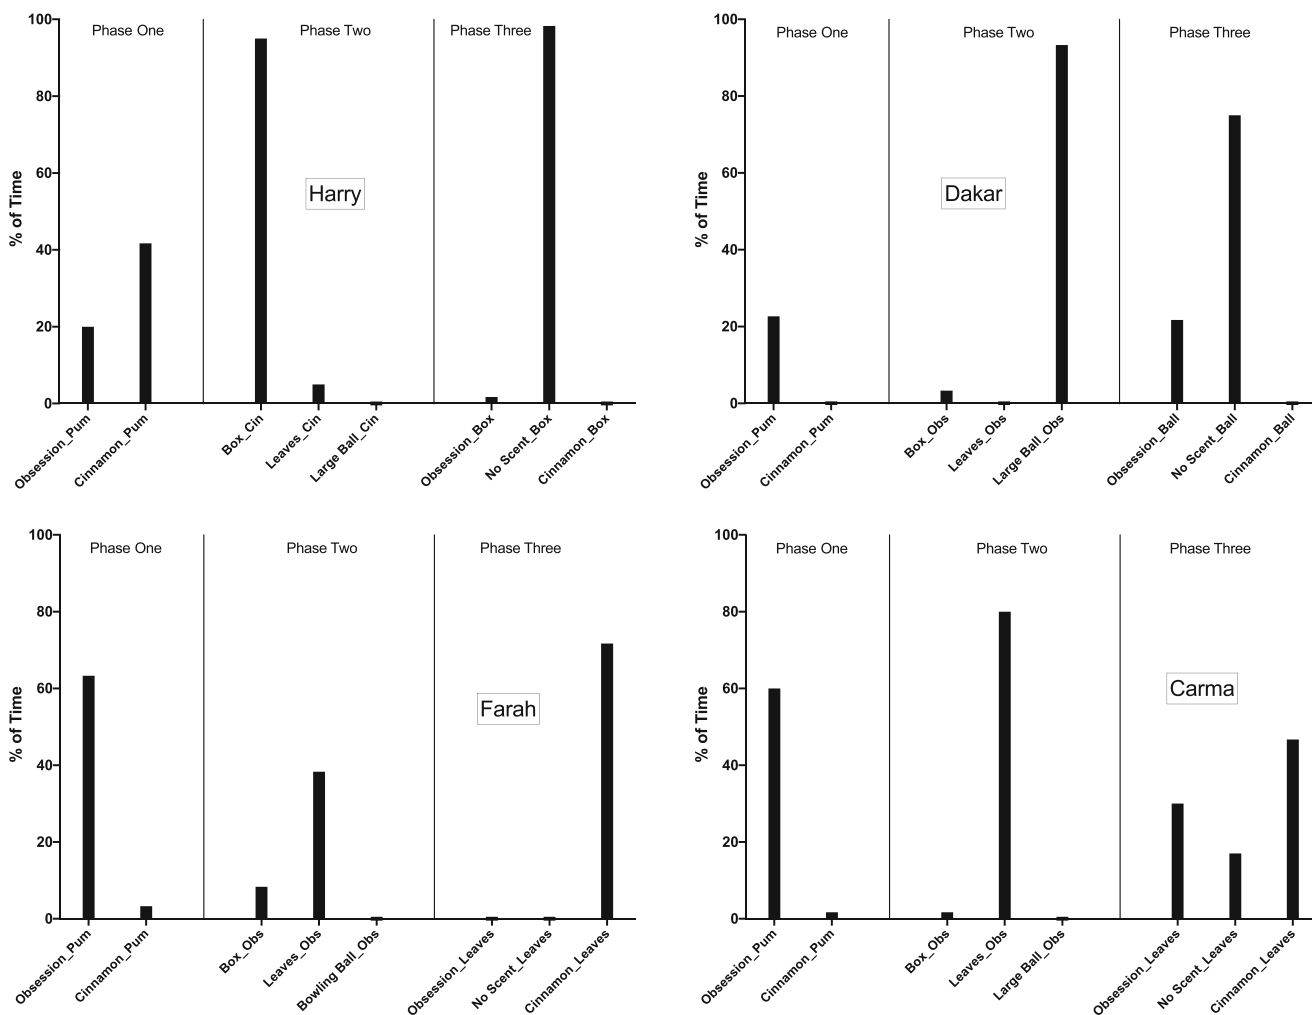 100
80
60
40
20
0
% of Time
Phase One
Phase Two
Phase Three
Harry
Obsession_Pum
Cinnamon_Pum
Box_Cin
Leaves_Cin
Large Ball_Cin
Obsession_Box
No Scent_Box
Cinnamon_Box
100
80
60
40
20
0
% of Time
Phase One
Phase Two
Phase Three
Dakar
Obsession_Pum
Cinnamon_Pum
Box_Obs
Leaves_Obs
Large Ball_Obs
Obsession_Ball
No Scent_Ball
Cinnamon_Ball
100
80
60
40
20
0
% of Time
Phase One
Phase Two
Phase Three
Farah
Obsession_Pum
Cinnamon_Pum
Box_Obs
Leaves_Obs
Bowling Ball_Obs
Obsession_Leaves
No Scent_Leaves
Cinnamon_Leaves
100
80
60
40
20
0
% of Time
Phase One
Phase Two
Phase Three
Carma
Obsession_Pum
Cinnamon_Pum
Box_Obs
Leaves_Obs
Large Ball_Obs
Obsession_Leaves
No Scent_Leaves
Cinnamon_Leaves